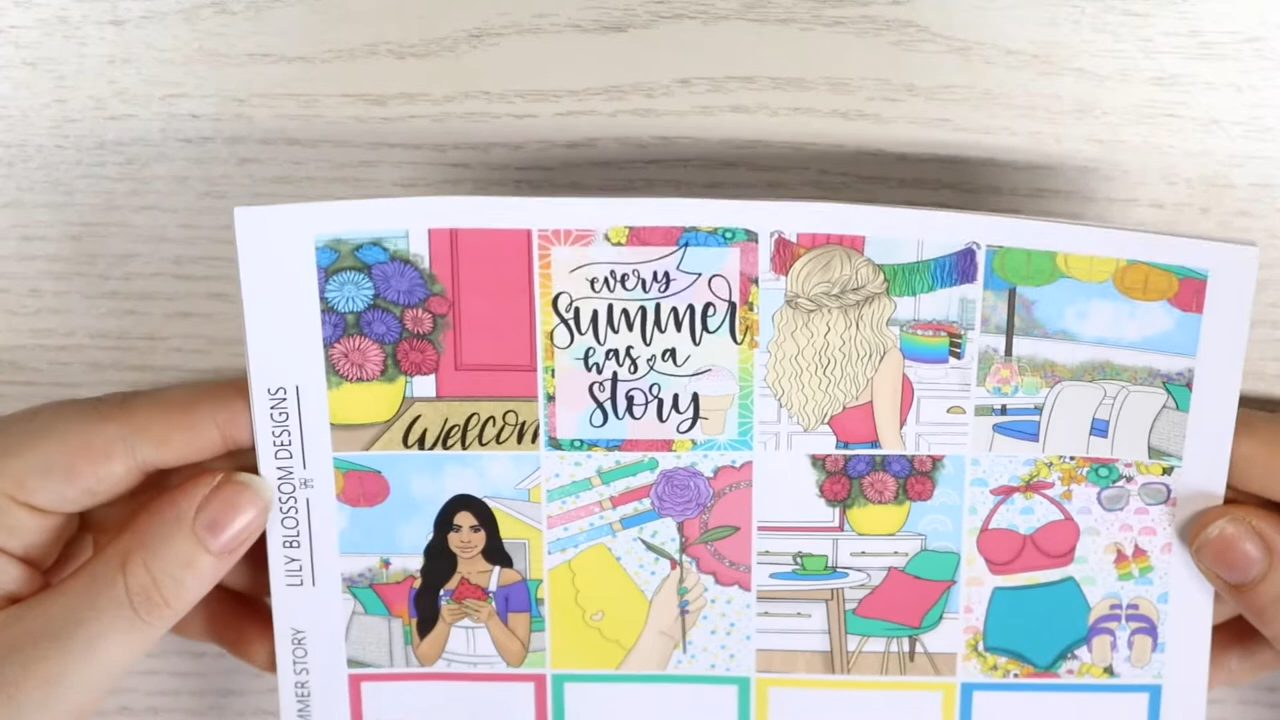 every
Summer
has a
story
Welcom
LILY BLOSSOM DESIGNS
MMER STORY